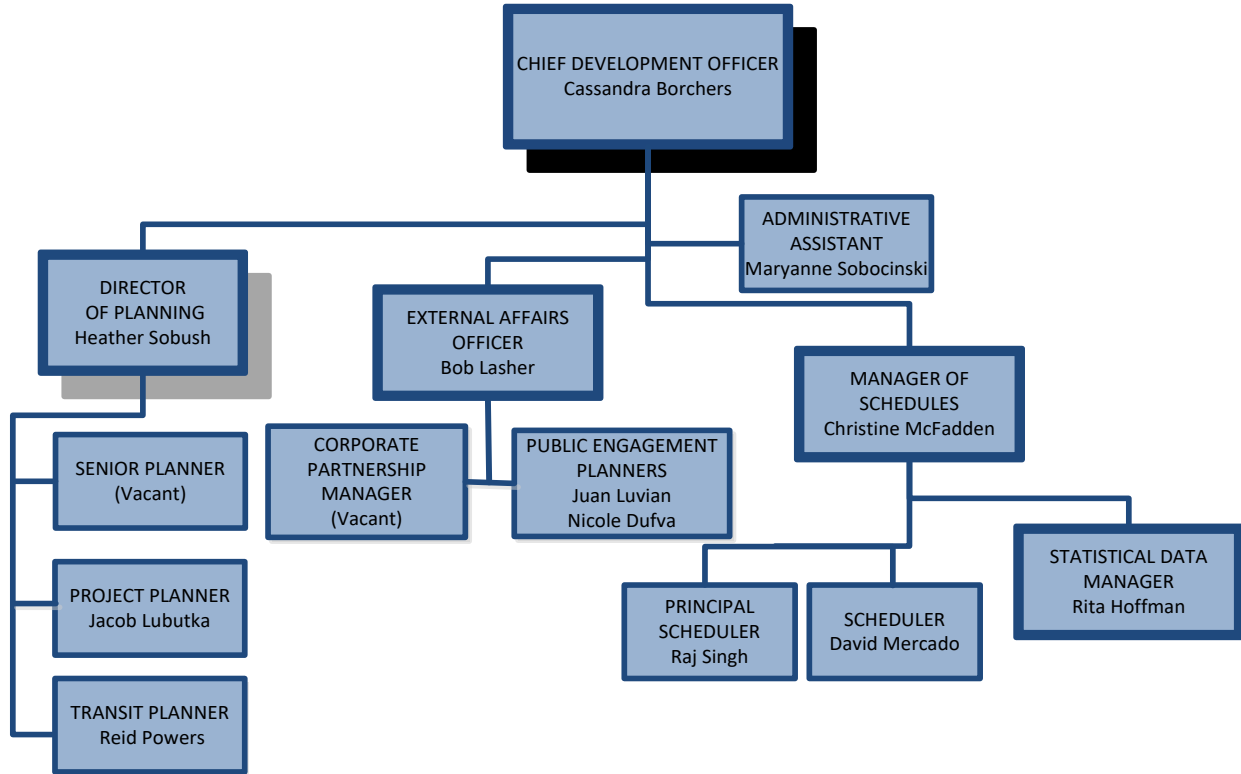 CHIEF DEVELOPMENT OFFICER
Cassandra Borchers
ADMINISTRATIVE
ASSISTANT
Maryanne Sobocinski
DIRECTOR
OF PLANNING
Heather Sobush
EXTERNAL AFFAIRS
OFFICER
Bob Lasher
MANAGER OF
SCHEDULES
Christine McFadden
SENIOR PLANNER
(Vacant)
PROJECT PLANNER
Jacob Lubutka
TRANSIT PLANNER
Reid Powers
CORPORATE
PARTNERSHIP
MANAGER
(Vacant)
PUBLIC ENGAGEMENT
PLANNERS
Juan Luvian
Nicole Dufva
PRINCIPAL
SCHEDULER
Raj Singh
SCHEDULER
David Mercado
STATISTICAL DATA
MANAGER
Rita Hoffman